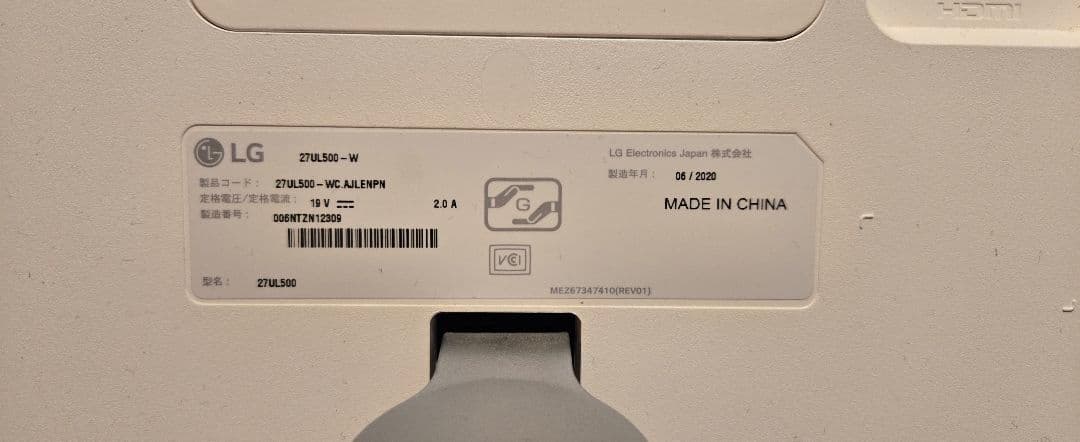 HDMI
LG 27UL500-W
製品コード： 27UL500-WC.AJLENPN
定格電圧/定格電流： 19 V 2.0 A
製造番号： 006NTZN12309
型名： 27UL500
G
VCI
LG Electronics Japan 株式会社
製造年月： 06 / 2020
MADE IN CHINA
MEZ67347410(REV01)